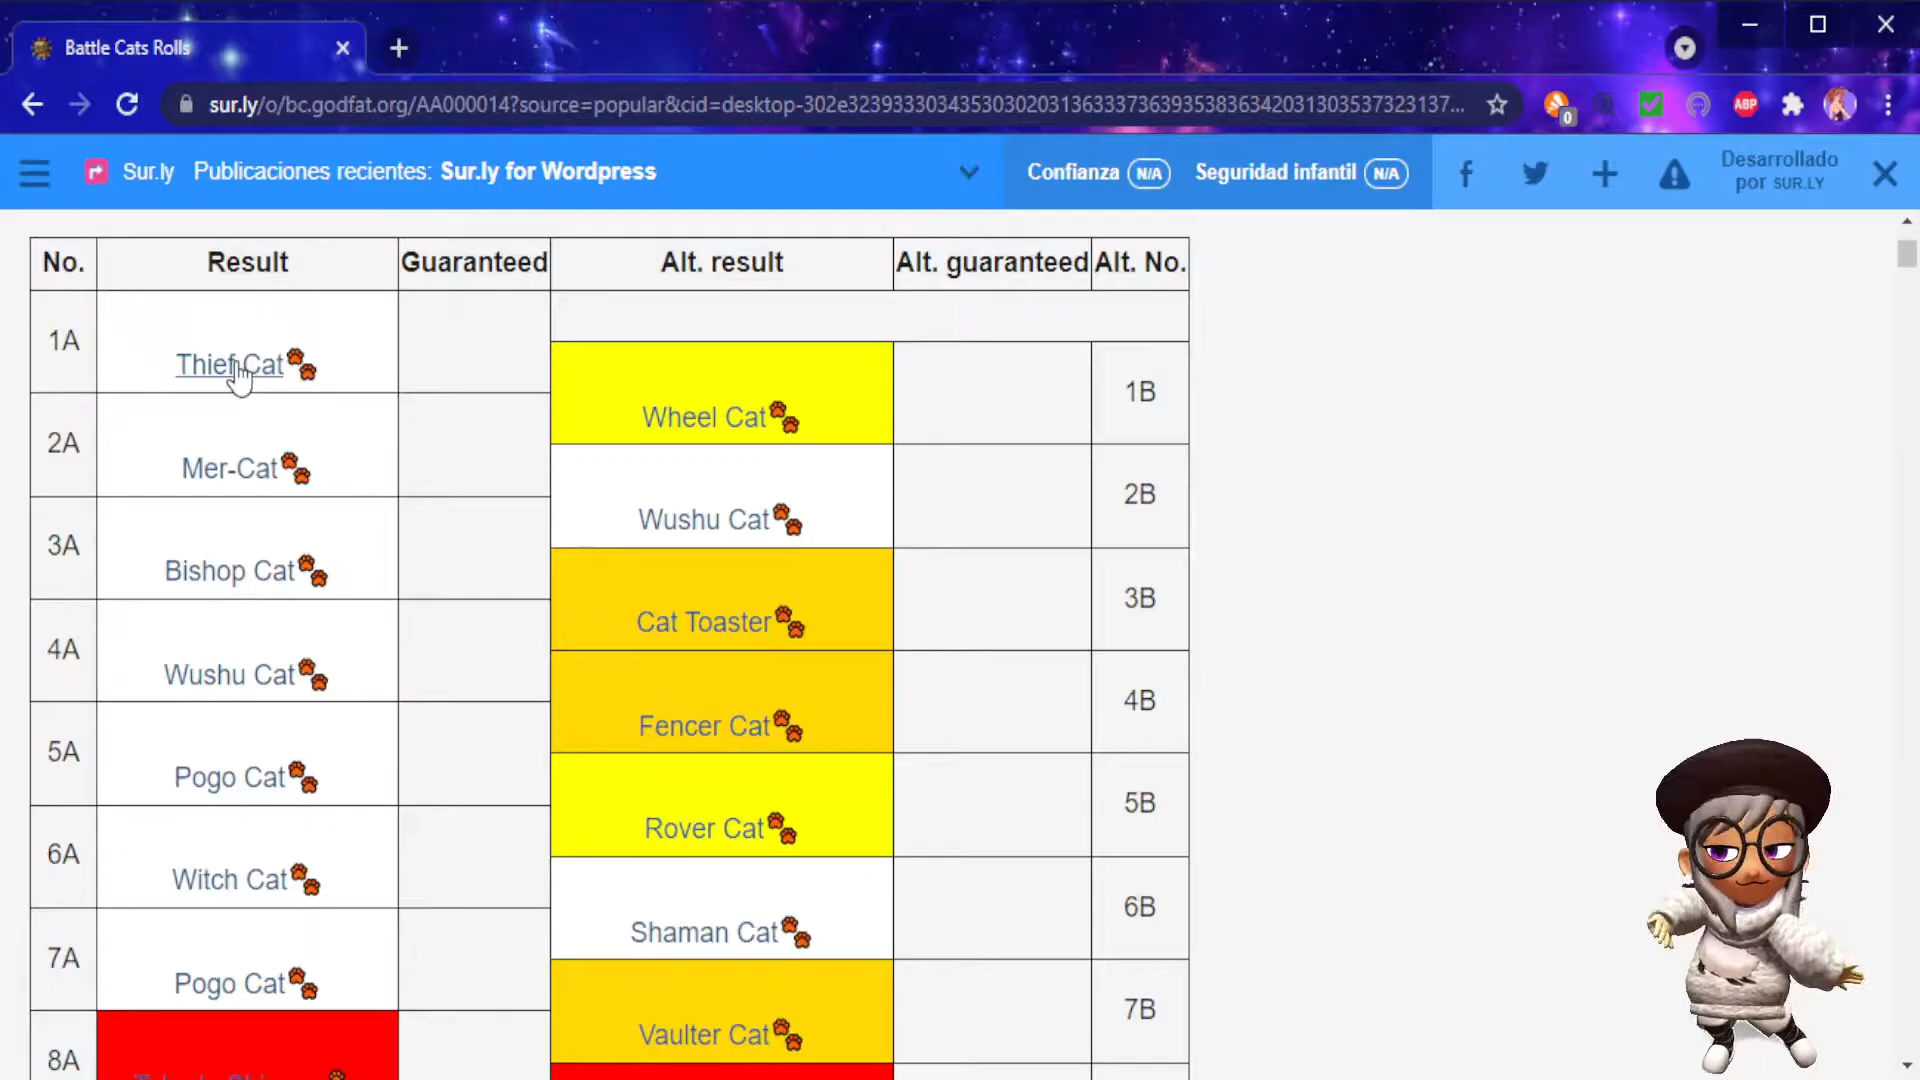 Battle Cats Rolls
sur.ly/o/bc.godfat.org/AA000014?source=popular&cid=desktop-302e323933303435303020313633373639353836342031303537323137...
0
ABP
Sur.ly Publicaciones recientes: Sur.ly for Wordpress
Confianza N/A Seguridad infantil N/A
Desarrollado
por SUR.LY
No. Result Guaranteed Alt. result Alt. guaranteed Alt. No.
1A Thief Cat
Wheel Cat 1B
2A Mer-Cat
Wushu Cat 2B
3A Bishop Cat
Cat Toaster 3B
4A Wushu Cat
Fencer Cat 4B
5A Pogo Cat
Rover Cat 5B
6A Witch Cat
Shaman Cat 6B
7A Pogo Cat
Vaulter Cat 7B
8A